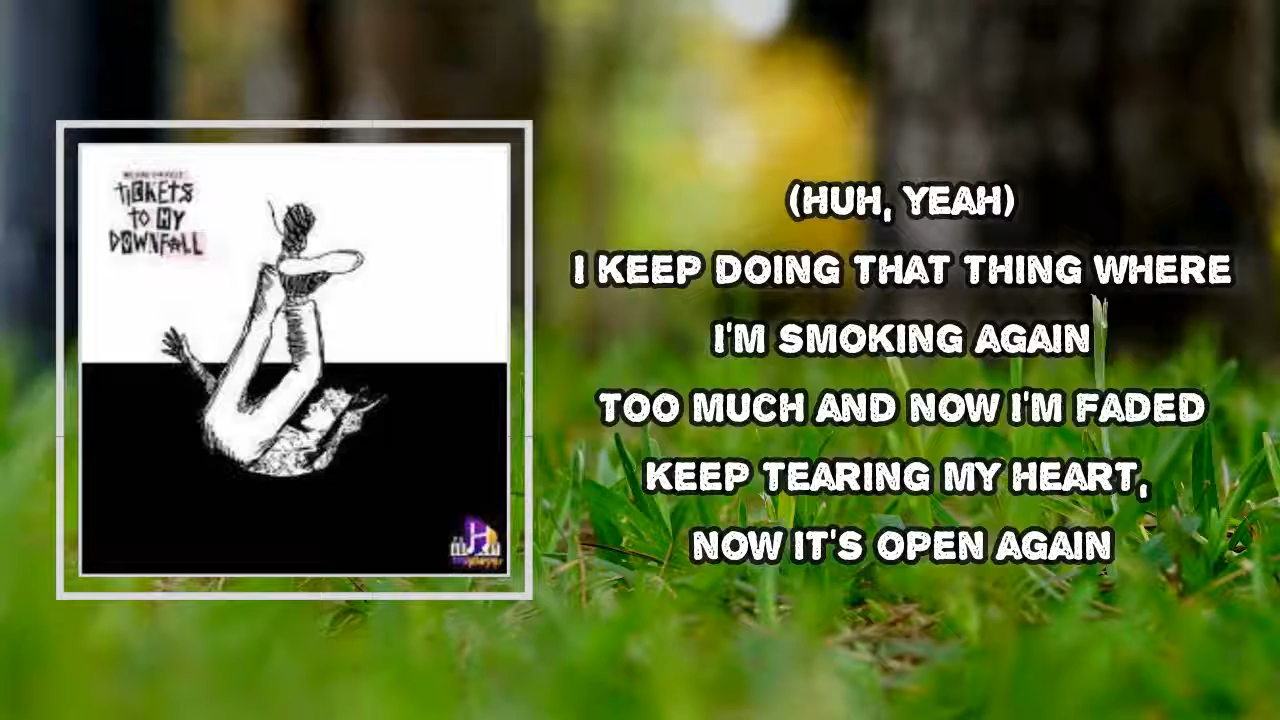 TICKETS
TO MY
DOWNFALL
(HUH, YEAH)
I KEEP DOING THAT THING WHERE
I'M SMOKING AGAIN
TOO MUCH AND NOW I'M FADED
KEEP TEARING MY HEART,
NOW IT'S OPEN AGAIN